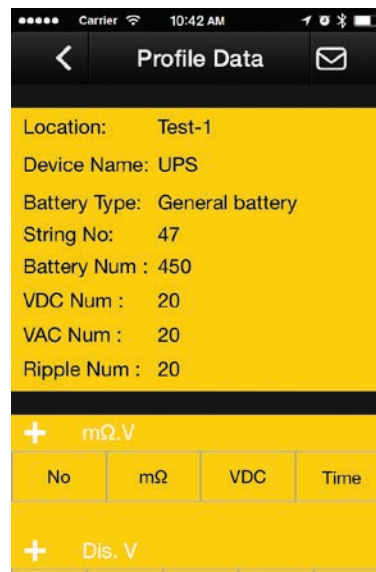 Carrier 10:42 AM
Profile Data
Location: Test-1
Device Name: UPS
Battery Type: General battery
String No: 47
Battery Num : 450
VDC Num : 20
VAC Num : 20
Ripple Num : 20
+ mΩ.V
No mΩ VDC Time
+ Dis. V